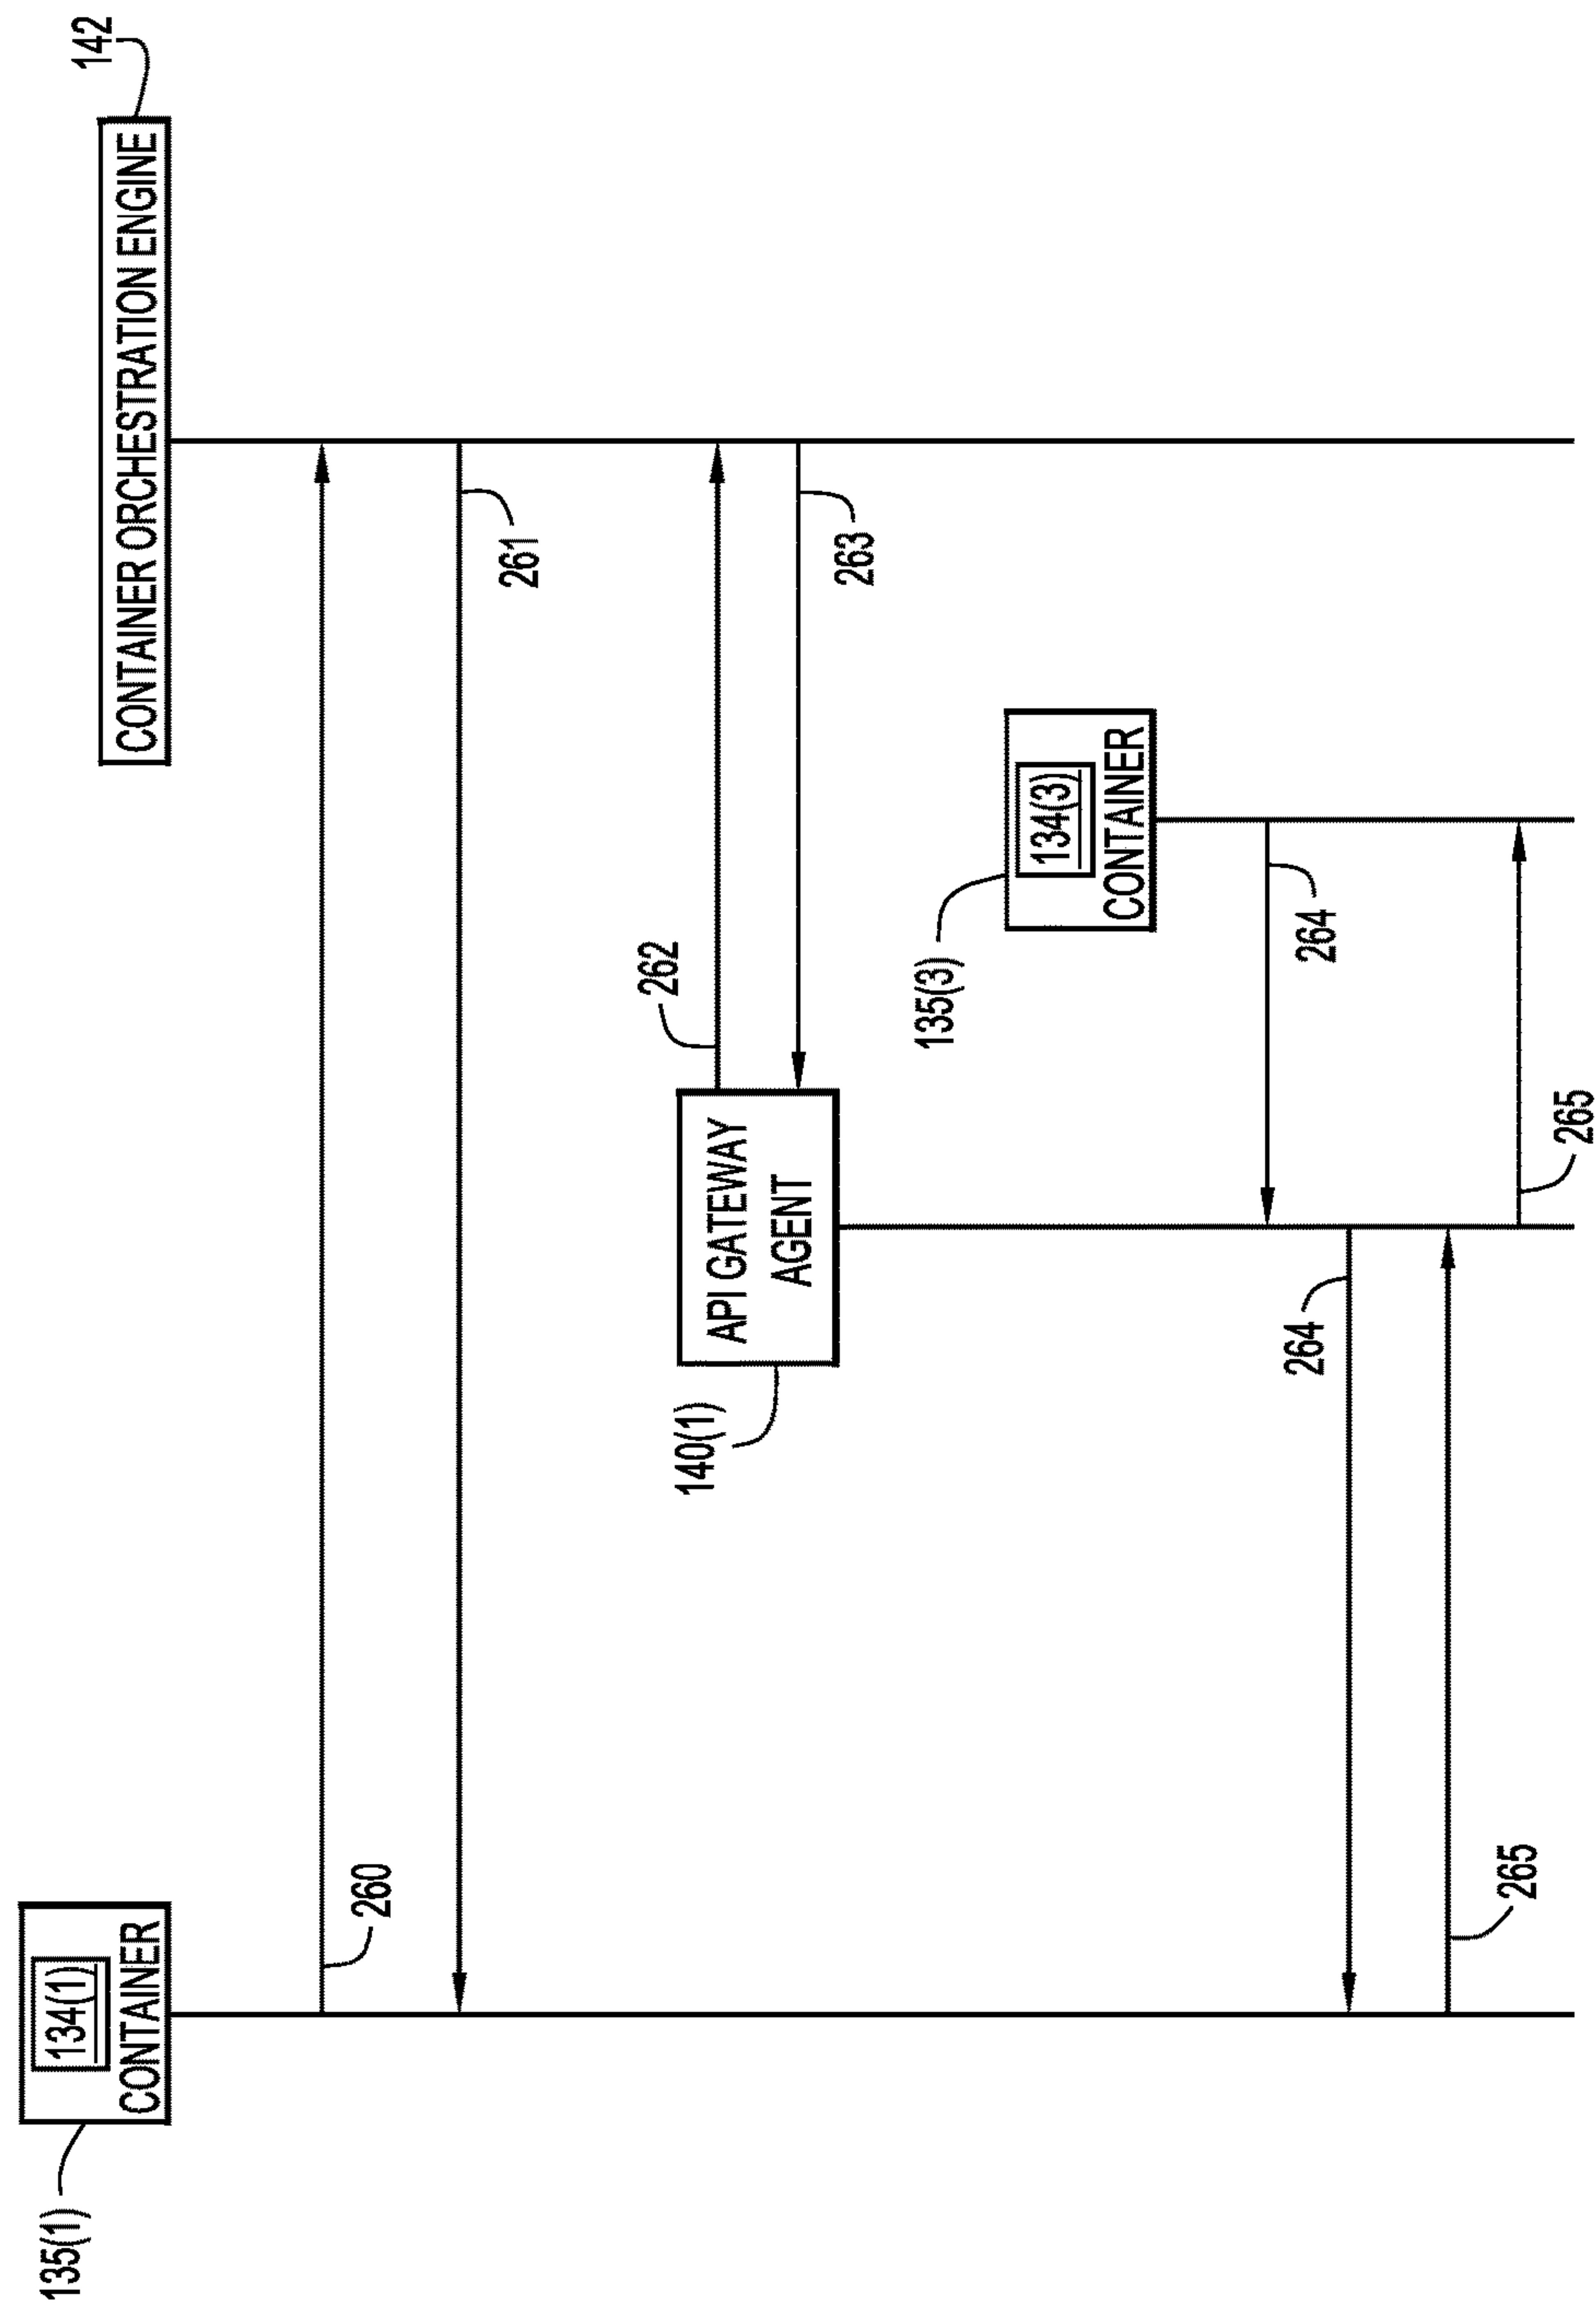 135(1)
134(1)
CONTAINER
CONTAINER ORCHESTRATION ENGINE
142
260
261
API GATEWAY
AGENT
140(1)
262
263
135(3)
134(3)
CONTAINER
264
264
265
265